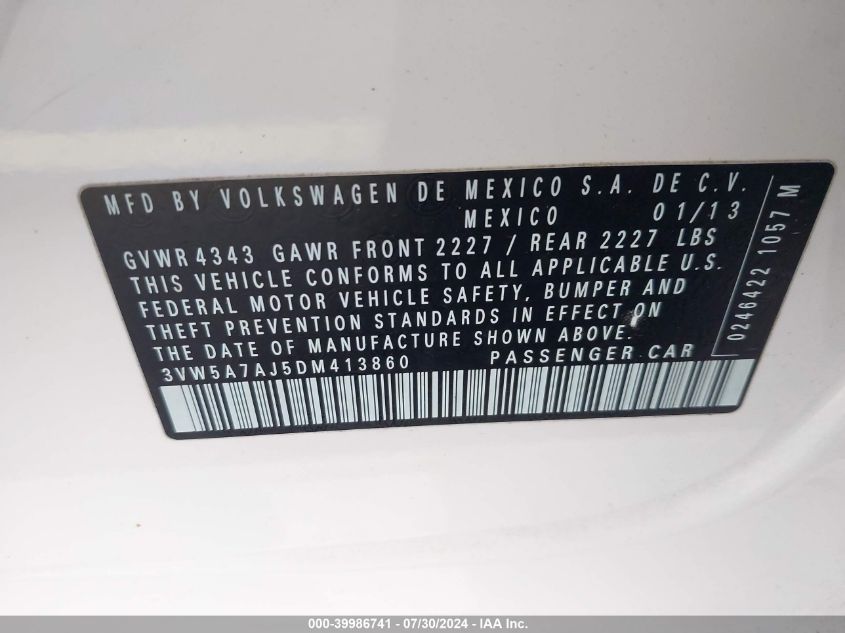 MFD BY VOLKSWAGEN DE MEXICO S.A. DE C.V.
MEXICO 01/13
GVWR 4343 GAWR FRONT 2227 / REAR 2227 LBS
THIS VEHICLE CONFORMS TO ALL APPLICABLE U.S.
FEDERAL MOTOR VEHICLE SAFETY, BUMPER AND
THEFT PREVENTION STANDARDS IN EFFECT ON
THE DATE OF MANUFACTURE SHOWN ABOVE.
3VW5A7AJ5DM413860 PASSENGER CAR
0246422 1057 M
000-39986741 - 07/30/2024 - IAA Inc.